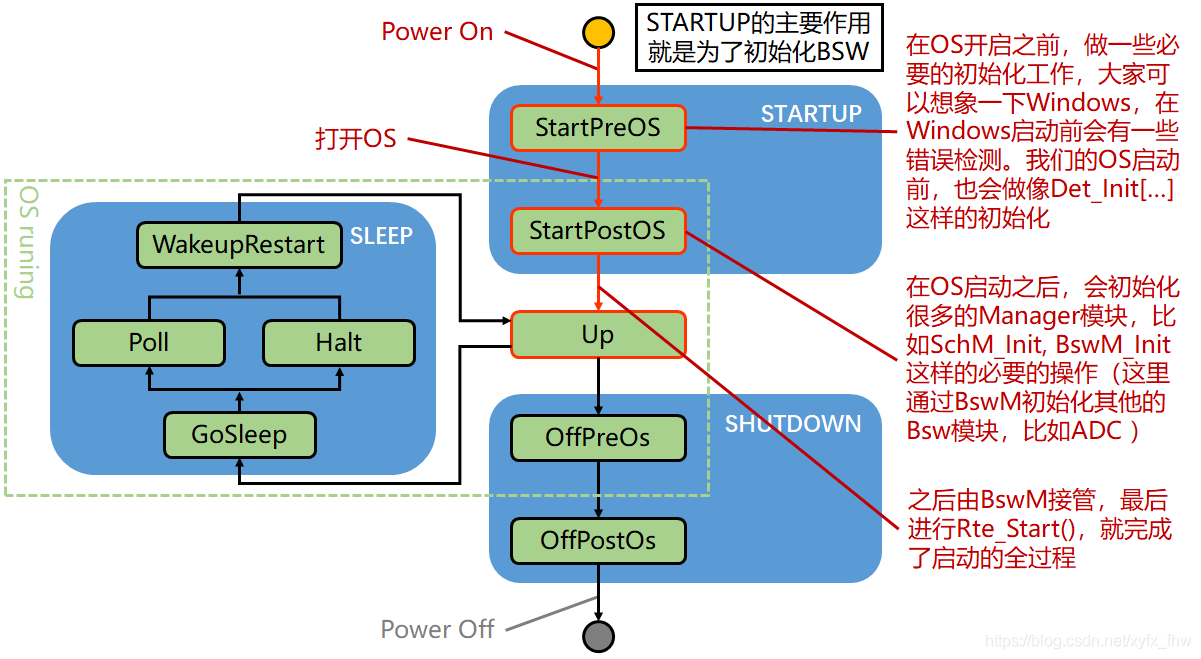 Power On
STARTUP的主要作用
就是为了初始化BSW
在OS开启之前，做一些必
要的初始化工作，大家可
以想象一下Windows，在
Windows启动前会有一些
错误检测。我们的OS启动
前，也会做像Det_Init[...]
这样的初始化
STARTUP
StartPreOS
打开OS
OS runing
SLEEP
WakeupRestart
StartPostOS
在OS启动之后，会初始化
很多的Manager模块，比
如SchM_Init, BswM_Init
这样的必要的操作（这里
通过BswM初始化其他的
Bsw模块，比如ADC ）
Poll
Halt
Up
GoSleep
SHUTDOWN
OffPreOs
之后由BswM接管，最后
进行Rte_Start()，就完成
了启动的全过程
OffPostOs
Power Off
https://blog.csdn.net/xyfx_fhw